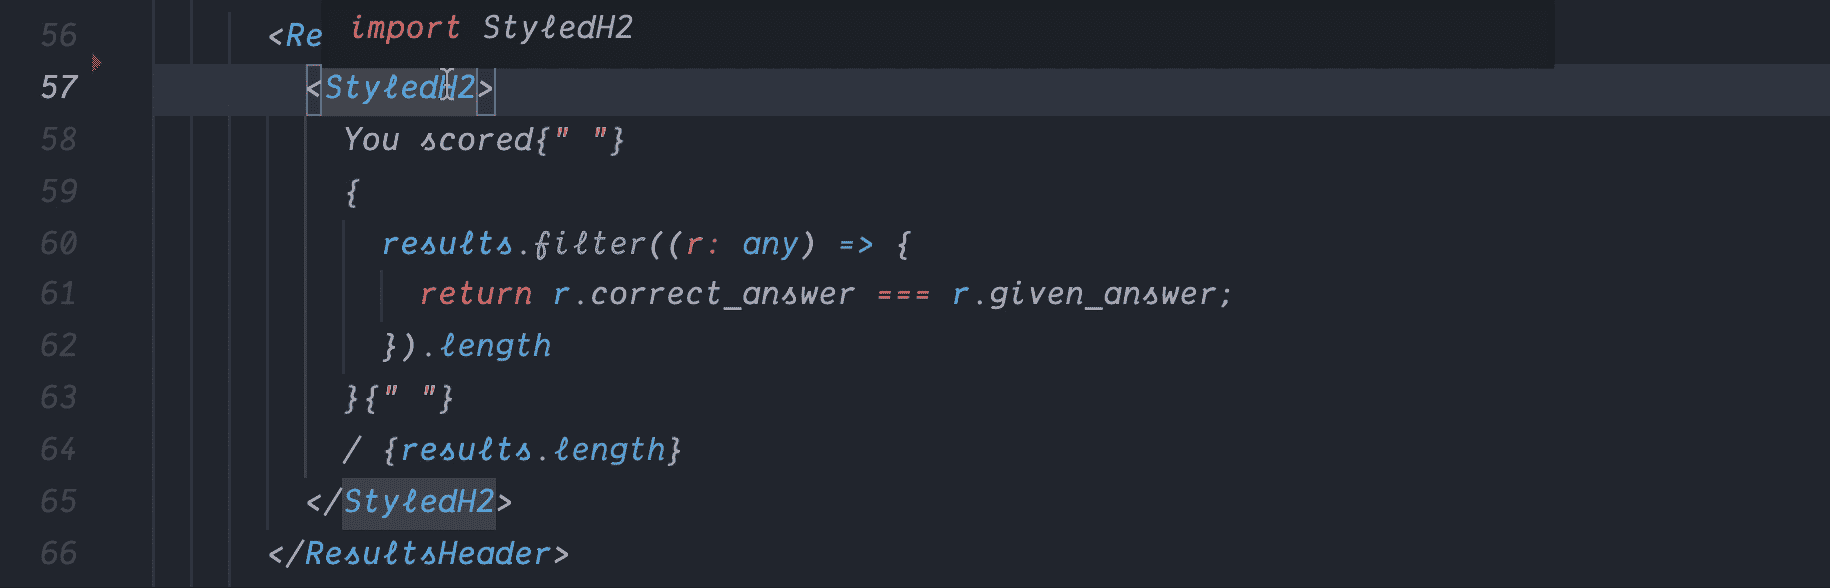 import StyledH2
56 <Re
57 <StyledH2>
58 You scored{" "}
59 {
60 results.filter((r: any) => {
61 return r.correct_answer === r.given_answer;
62 }).length
63 }{" "}
64 / {results.length}
65 </StyledH2>
66 </ResultsHeader>